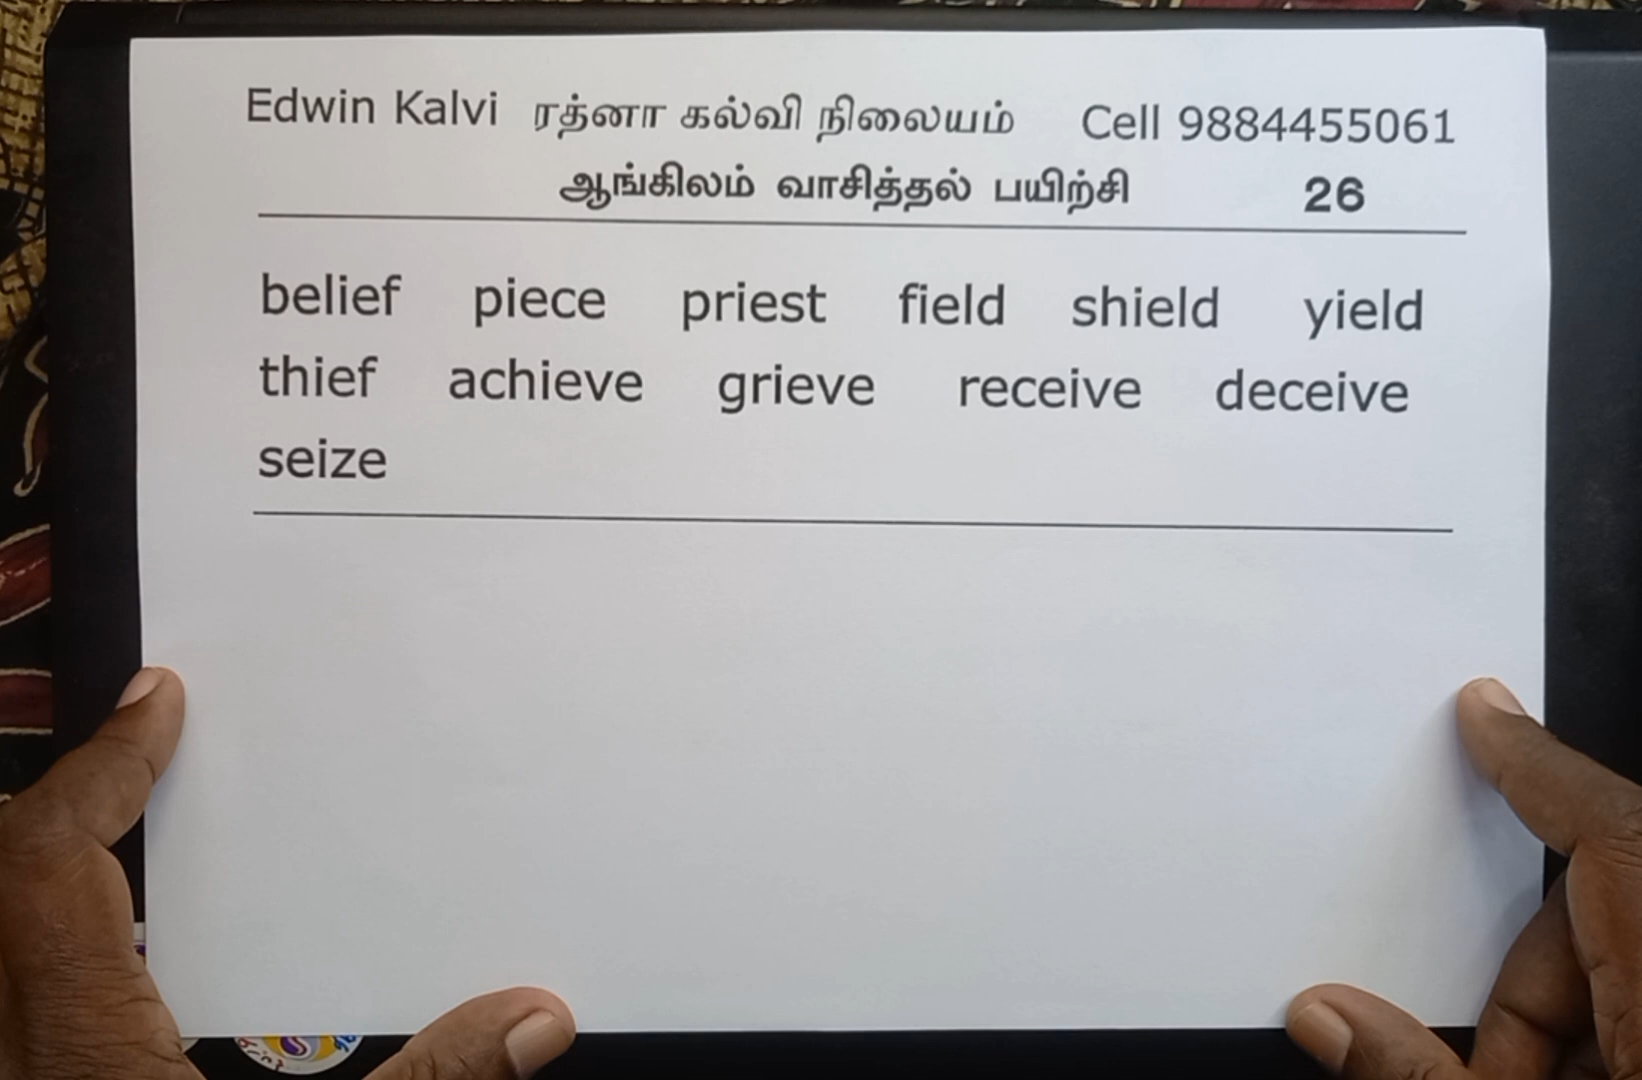 Edwin Kalvi ரத்னா கல்வி நிலையம் Cell 9884455061
ஆங்கிலம் வாசித்தல் பயிற்சி 26
belief piece priest field shield yield
thief achieve grieve receive deceive
seize